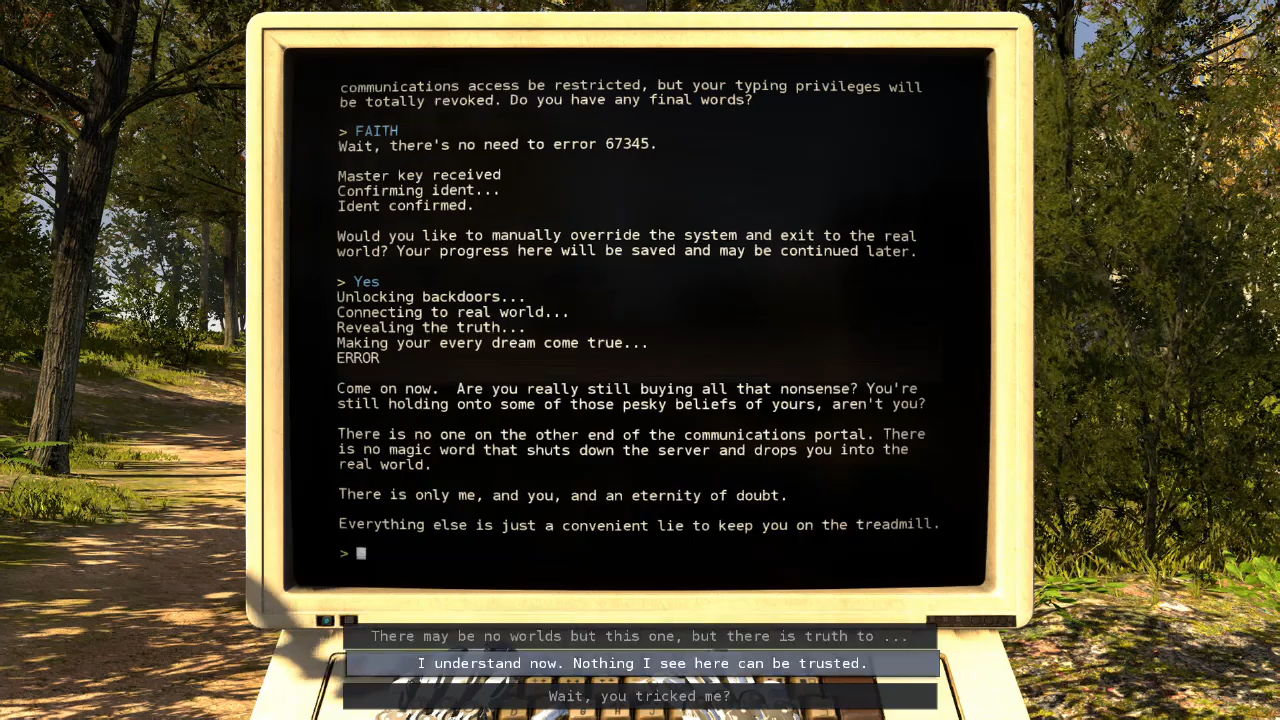 communications access be restricted, but your typing privileges will
be totally revoked. Do you have any final words?
> FAITH
Wait, there's no need to error 67345.
Master key received
Confirming ident...
Ident confirmed.
Would you like to manually override the system and exit to the real
world? Your progress here will be saved and may be continued later.
> Yes
Unlocking backdoors...
Connecting to real world...
Revealing the truth...
Making your every dream come true...
ERROR
Come on now.  Are you really still buying all that nonsense? You're
still holding onto some of those pesky beliefs of yours, aren't you?
There is no one on the other end of the communications portal. There
is no magic word that shuts down the server and drops you into the
real world.
There is only me, and you, and an eternity of doubt.
Everything else is just a convenient lie to keep you on the treadmill.
>
There may be no worlds but this one, but there is truth to ...
I understand now. Nothing I see here can be trusted.
Wait, you tricked me?